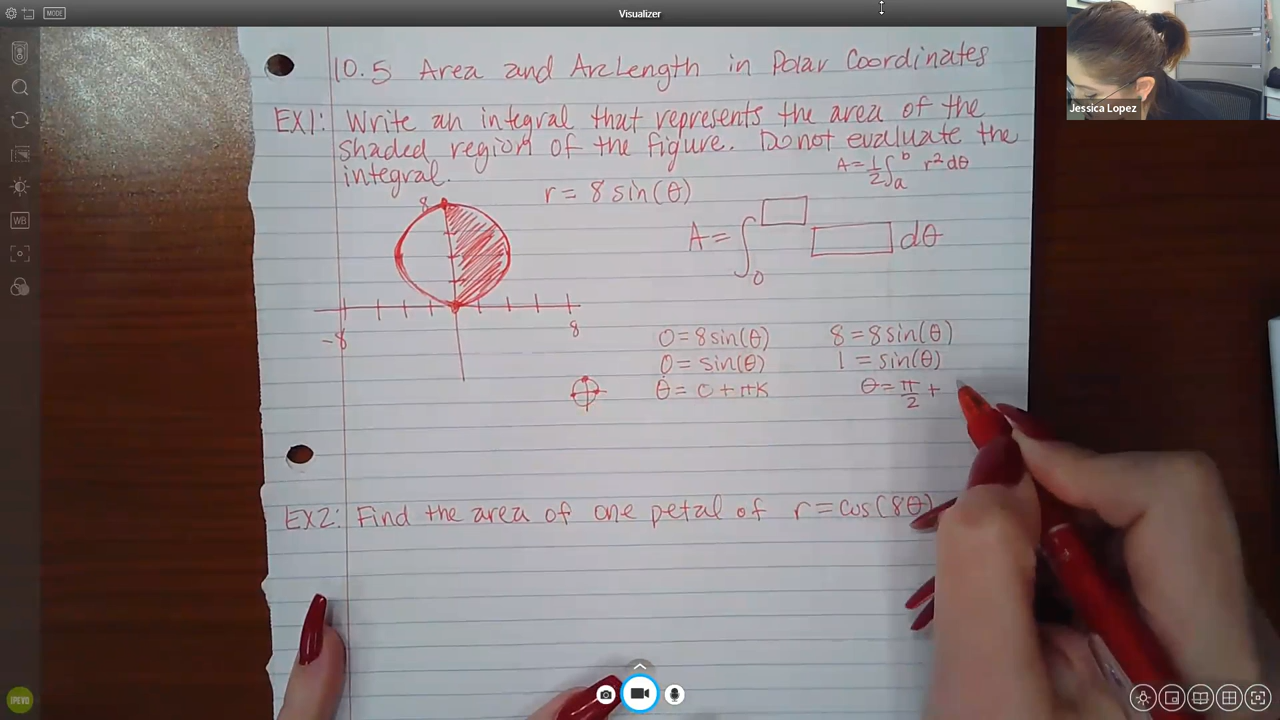 MODE
Visualizer
Jessica Lopez
WB
10.5 Area and Arc Length in Polar Coordinates
EX1: Write an integral that represents the area of the
shaded region of the figure. Do not evaluate the
integral.
A = 1/2 ∫_a^b r² dθ
r = 8 sin(θ)
8
A = ∫_0^□ □ dθ
-8
8
0 = 8 sin(θ)
0 = sin(θ)
θ = 0 + πK
8 = 8 sin(θ)
1 = sin(θ)
θ = π/2 +
EX2: Find the area of one petal of r = cos(8θ)
IPEVO